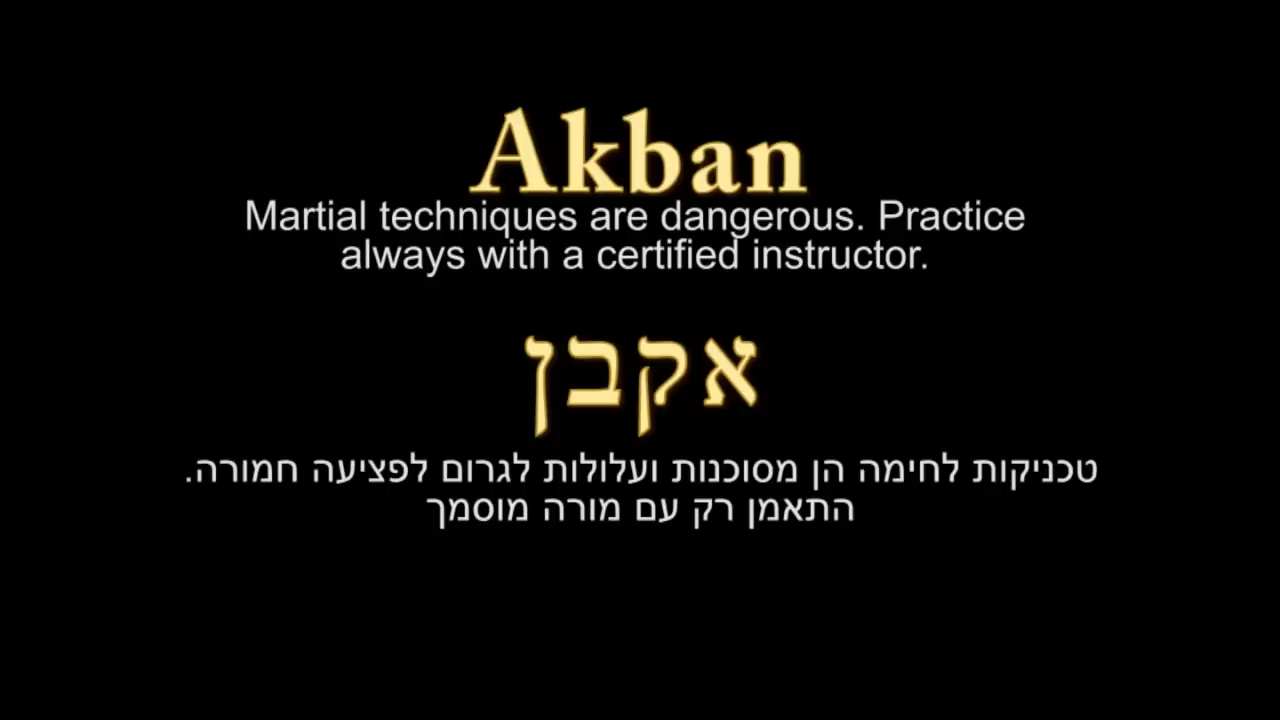 Akban
Martial techniques are dangerous. Practice
always with a certified instructor.
אקבן
טכניקות לחימה הן מסוכנות ועלולות לגרום לפציעה חמורה.
התאמן רק עם מורה מוסמך